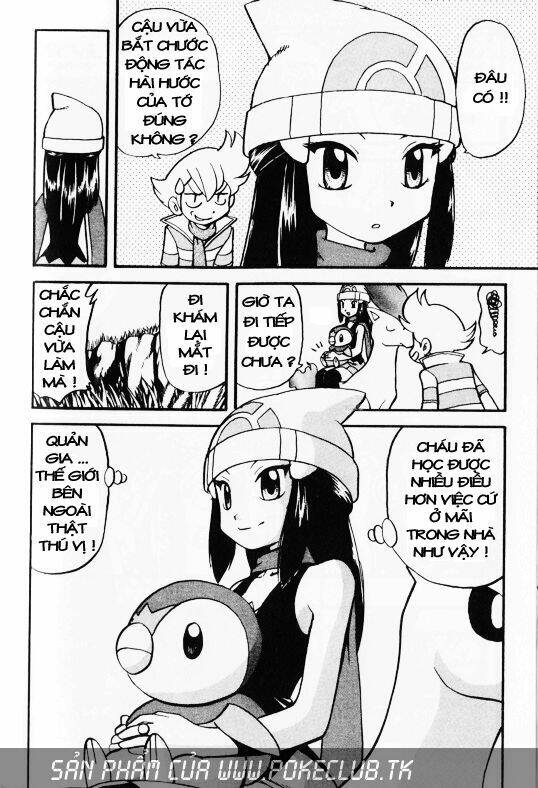 CẬU VỪA
BẮT CHƯỚC
ĐỘNG TÁC
HÀI HƯỚC
CỦA TỚ
ĐÚNG
KHÔNG ?
ĐÂU
CÓ !!
CHẮC
CHẮN
CẬU
VỪA
LÀM
MÀ !
ĐI
KHÁM
LẠI
MẮT
ĐI !
GIỜ TA
ĐI TIẾP
ĐƯỢC
CHƯA ?
QUẢN
GIA ...
THẾ GIỚI
BÊN
NGOÀI
THẬT
THÚ VỊ !
CHÁU ĐÃ
HỌC ĐƯỢC
NHIỀU ĐIỀU
HƠN VIỆC CỨ
Ở MÃI
TRONG NHÀ
NHƯ VẬY !
SẢN PHẨM CỦA WWW.POKECLUB.TK